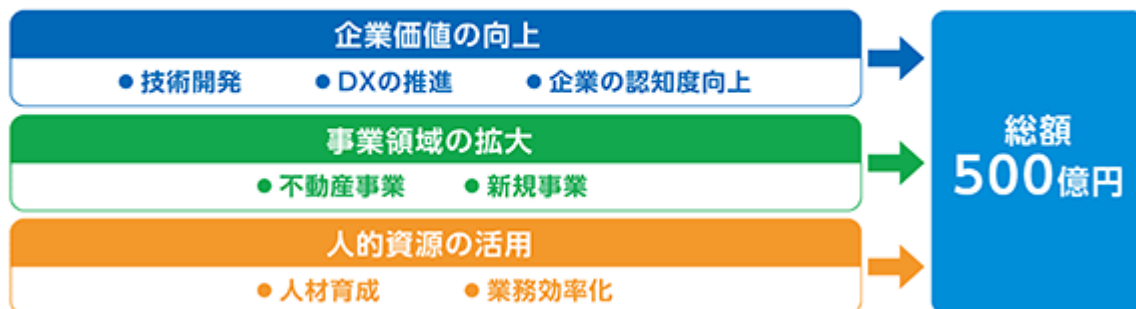 企業価値の向上
● 技術開発 ● DXの推進 ● 企業の認知度向上
事業領域の拡大
● 不動産事業 ● 新規事業
人的資源の活用
● 人材育成 ● 業務効率化
総額
500億円